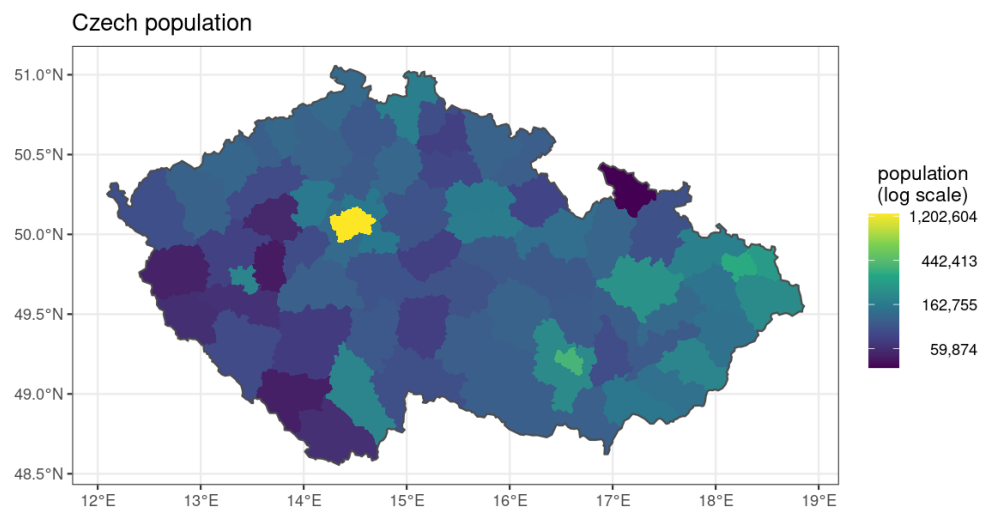 Czech population
51.0°N
50.5°N
50.0°N
49.5°N
49.0°N
48.5°N
12°E 13°E 14°E 15°E 16°E 17°E 18°E 19°E
population
(log scale)
1,202,604
442,413
162,755
59,874